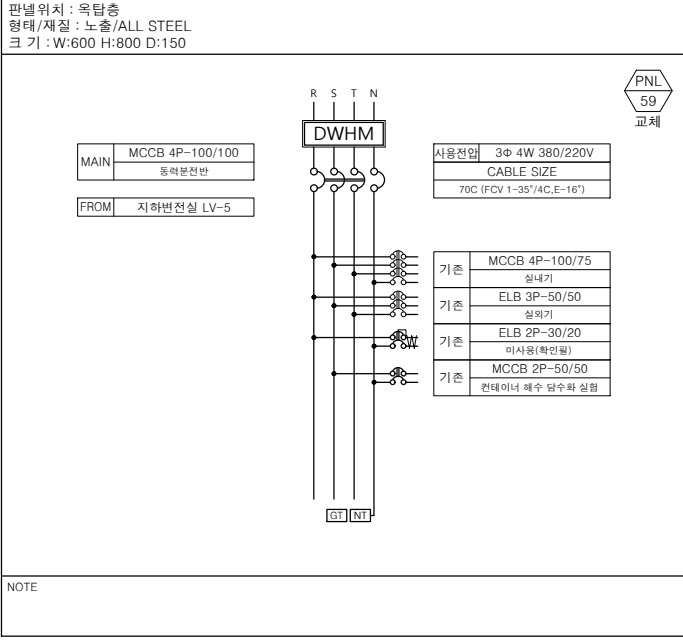 판넬위치 : 옥탑층
형태/재질 : 노출/ALL STEEL
크 기 : W:600 H:800 D:150
PNL
59
교체
R S T N
DWHM
MAIN
MCCB 4P-100/100
동력분전반
FROM 지하변전실 LV-5
사용전압 3Φ 4W 380/220V
CABLE SIZE
70C (FCV 1-35°/4C,E-16°)
기존
MCCB 4P-100/75
실내기
기존
ELB 3P-50/50
실외기
기존
ELB 2P-30/20
미사용(확인필)
기존
MCCB 2P-50/50
컨테이너 해수 담수화 실험
GT NT
NOTE